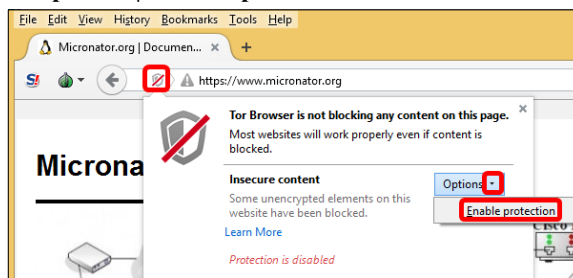 File Edit View History Bookmarks Tools Help
Micronator.org | Documen... × +
S! https://www.micronator.org
Tor Browser is not blocking any content on this page. ×
Most websites will work properly even if content is
blocked.
Microna
Insecure content
Options
Some unencrypted elements on this
website have been blocked.
Enable protection
Learn More
CISCO
Protection is disabled